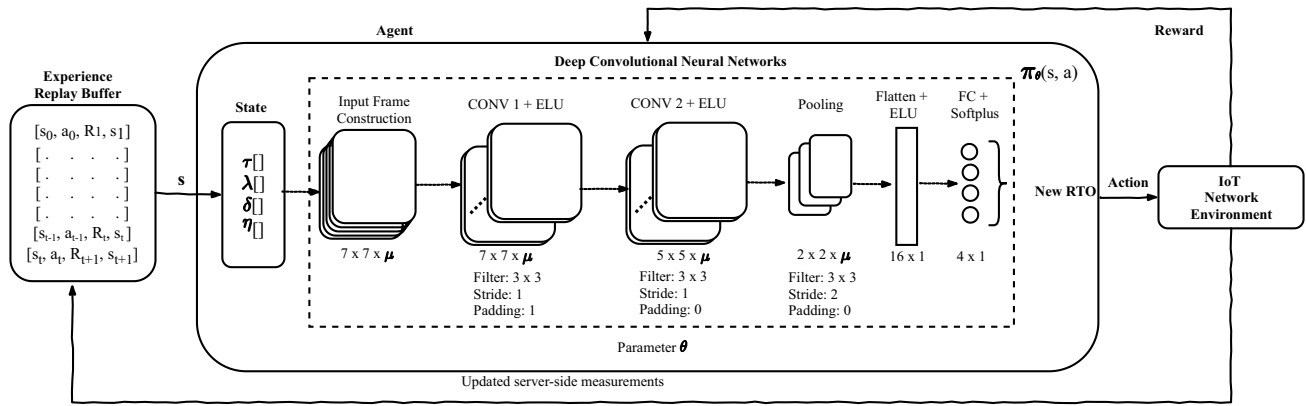 Agent
Reward
Deep Convolutional Neural Networks
π_θ(s, a)
Experience
Replay Buffer
[s₀, a₀, R1, s1]
[ . . . . ]
[ . . . . ]
[ . . . . ]
[ . . . . ]
[s_{t-1}, a_{t-1}, R_t, s_t]
[s_t, a_t, R_{t+1}, s_{t+1}]
s
State
τ[]
λ[]
δ[]
η[]
Input Frame
Construction
7 x 7 x μ
CONV 1 + ELU
7 x 7 x μ
Filter: 3 x 3
Stride: 1
Padding: 1
CONV 2 + ELU
5 x 5 x μ
Filter: 3 x 3
Stride: 1
Padding: 0
Pooling
2 x 2 x μ
Filter: 3 x 3
Stride: 2
Padding: 0
Flatten +
ELU
16 x 1
FC +
Softplus
4 x 1
New RTO
Action
IoT
Network
Environment
Parameter θ
Updated server-side measurements